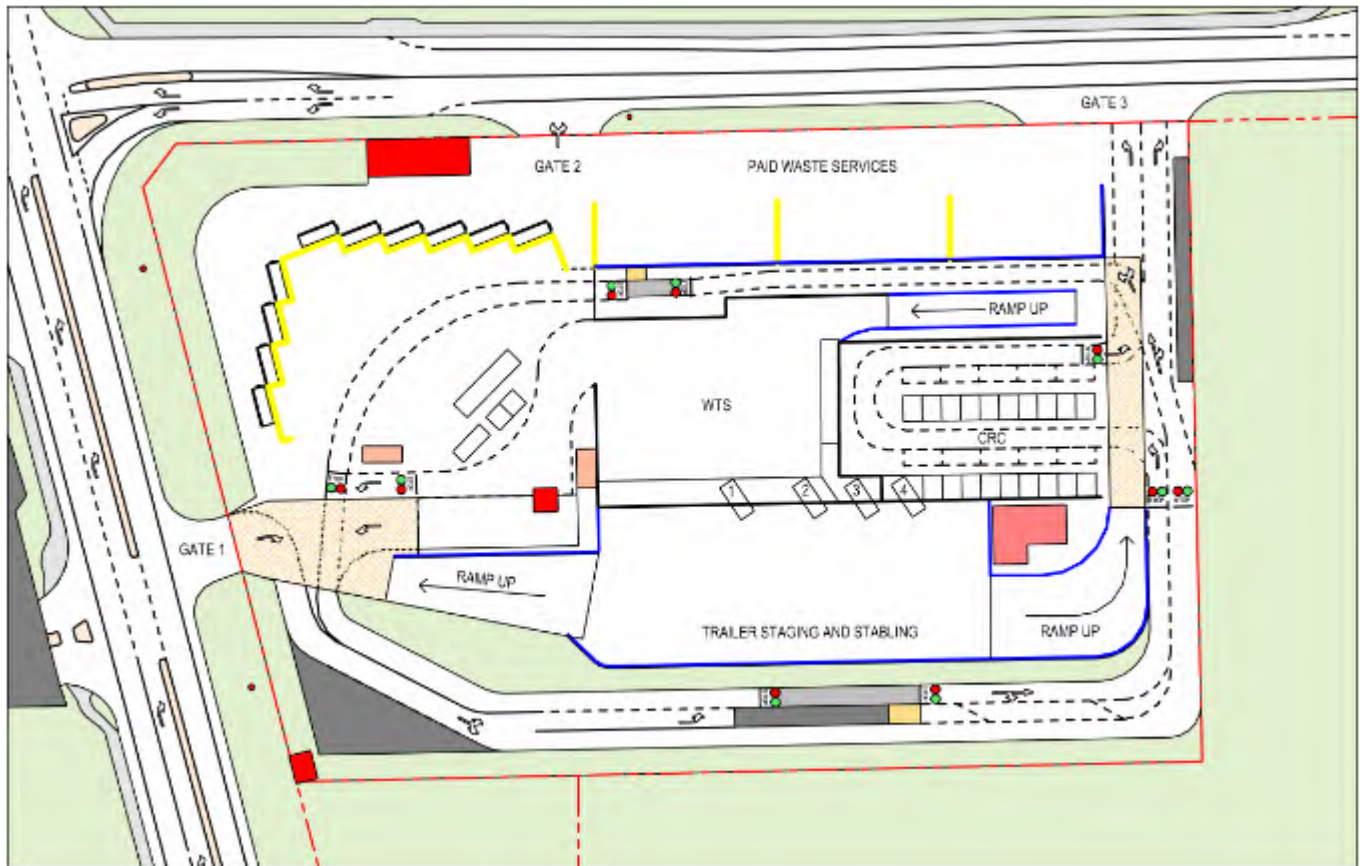 GATE 3
GATE 2
PAID WASTE SERVICES
RAMP UP
WTS
CRC
1
2
3
4
GATE 1
RAMP UP
TRAILER STAGING AND STABLING
RAMP UP